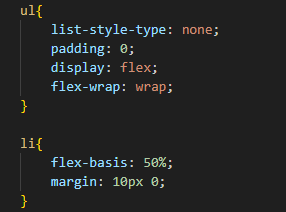 ul{
    list-style-type: none;
    padding: 0;
    display: flex;
    flex-wrap: wrap;
}

li{
    flex-basis: 50%;
    margin: 10px 0;
}